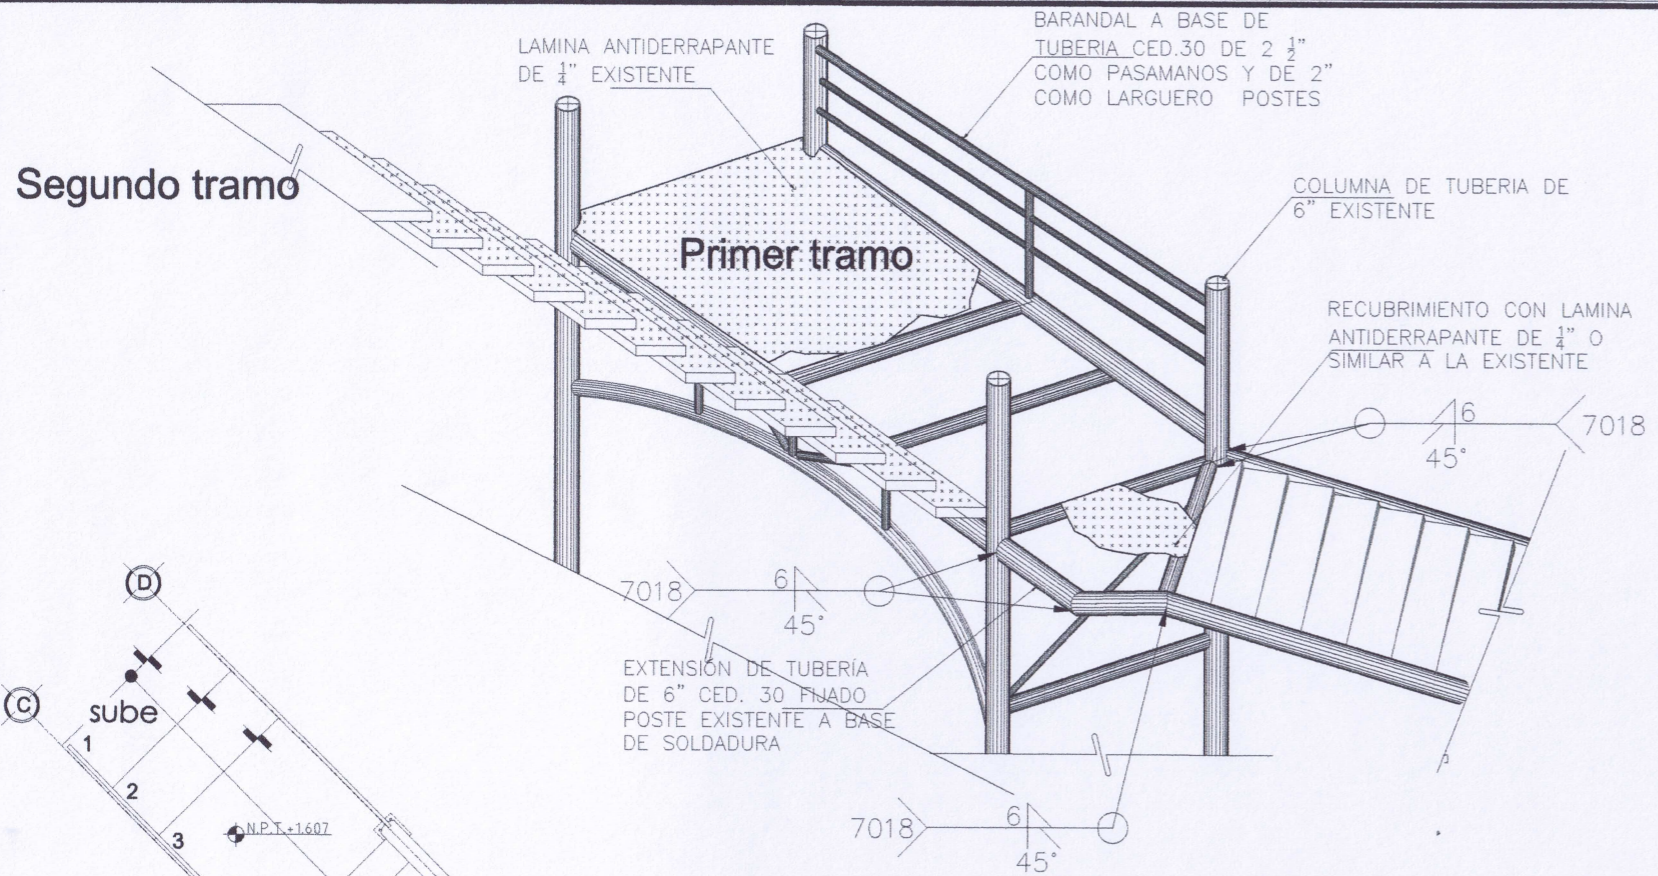 LAMINA ANTIDERRAPANTE
DE 1/4" EXISTENTE
BARANDAL A BASE DE
TUBERIA CED.30 DE 2 1/2"
COMO PASAMANOS Y DE 2"
COMO LARGUERO POSTES
Segundo tramo
Primer tramo
COLUMNA DE TUBERIA DE
6" EXISTENTE
RECUBRIMIENTO CON LAMINA
ANTIDERRAPANTE DE 1/4" O
SIMILAR A LA EXISTENTE
6
45°
7018
7018
6
45°
EXTENSIÓN DE TUBERÍA
DE 6" CED. 30 FIJADO
POSTE EXISTENTE A BASE
DE SOLDADURA
7018
6
45°
D
C
sube
1
2
3
N.P.T.+1.607